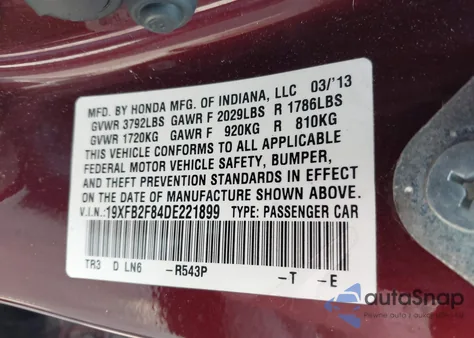 MFD. BY HONDA MFG. OF INDIANA, LLC 03/'13
GVWR 3792LBS GAWR F 2029LBS R 1786LBS
GVWR 1720KG GAWR F 920KG R 810KG
THIS VEHICLE CONFORMS TO ALL APPLICABLE
FEDERAL MOTOR VEHICLE SAFETY, BUMPER,
AND THEFT PREVENTION STANDARDS IN EFFECT
ON THE DATE OF MANUFACTURE SHOWN ABOVE.
V.I.N.:19XFB2F84DE221899 TYPE: PASSENGER CAR
TR3 D LN6 -R543P -T -E
autoSnap